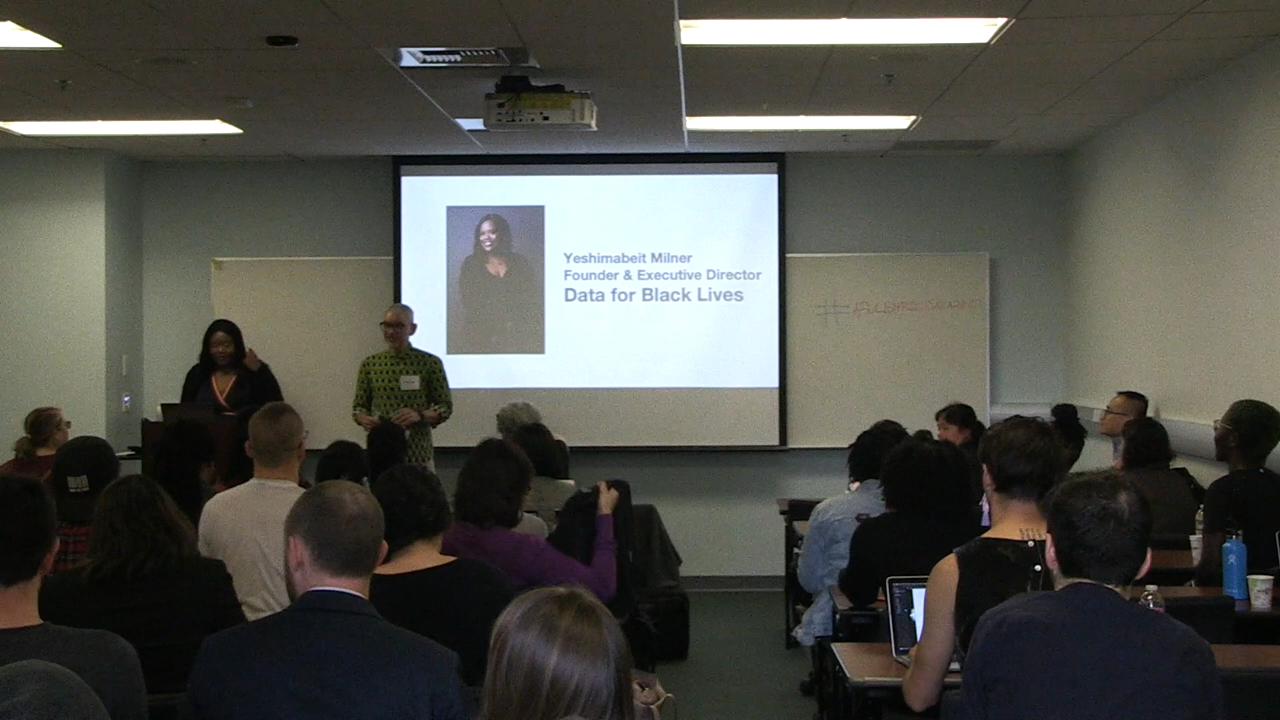 Yeshimabeit Milner
Founder & Executive Director
Data for Black Lives